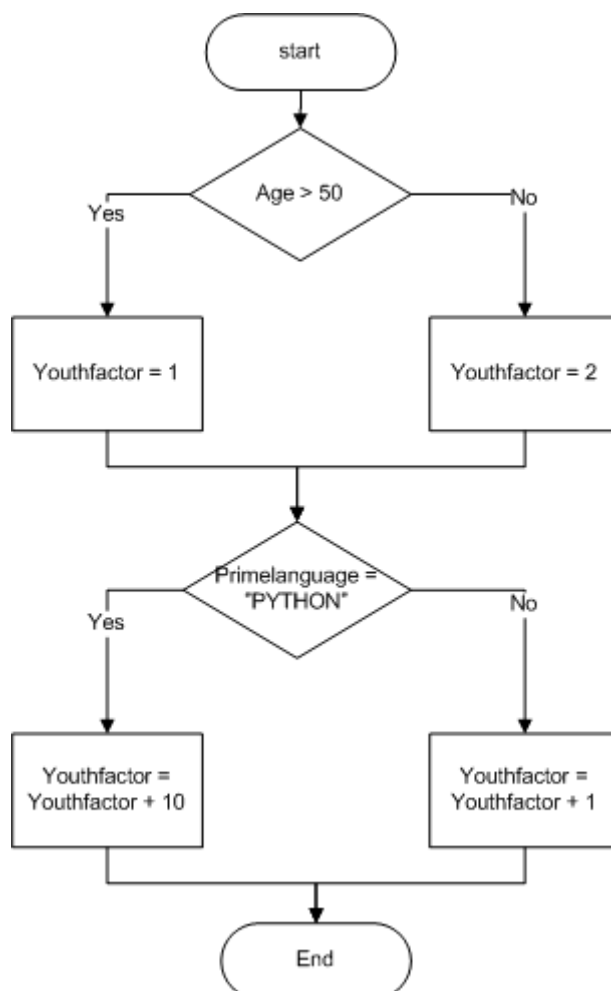 start
Age > 50
Yes
No
Youthfactor = 1
Youthfactor = 2
Primelanguage =
"PYTHON"
Yes
No
Youthfactor =
Youthfactor + 10
Youthfactor =
Youthfactor + 1
End